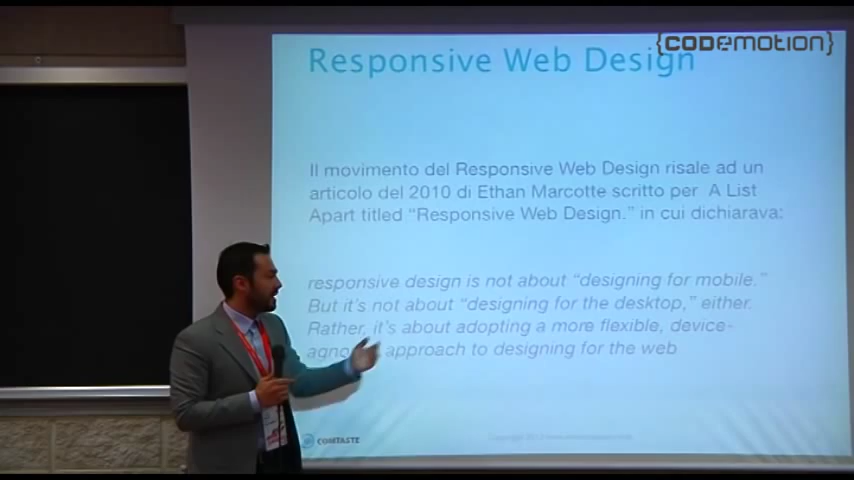 {CODEMOTION}
Responsive Web Design
Il movimento del Responsive Web Design risale ad un
articolo del 2010 di Ethan Marcotte scritto per A List
Apart titled “Responsive Web Design.” in cui dichiarava:
responsive design is not about “designing for mobile.”
But it’s not about “designing for the desktop,” either.
Rather, it’s about adopting a more flexible, device-
approach to designing for the web
COMTASTE